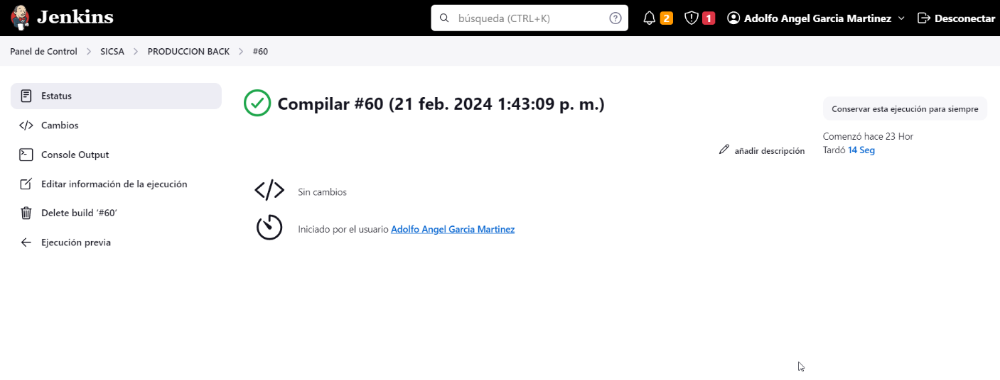 Jenkins
búsqueda (CTRL+K)
2
1
Adolfo Angel Garcia Martinez
Desconectar
Panel de Control
SICSA
PRODUCCION BACK
#60
Estatus
Cambios
Console Output
Editar información de la ejecución
Delete build ‘#60’
Ejecución previa
Compilar #60 (21 feb. 2024 1:43:09 p. m.)
Conservar esta ejecución para siempre
Comenzó hace 23 Hor
Tardó 14 Seg
añadir descripción
Sin cambios
Iniciado por el usuario Adolfo Angel Garcia Martinez